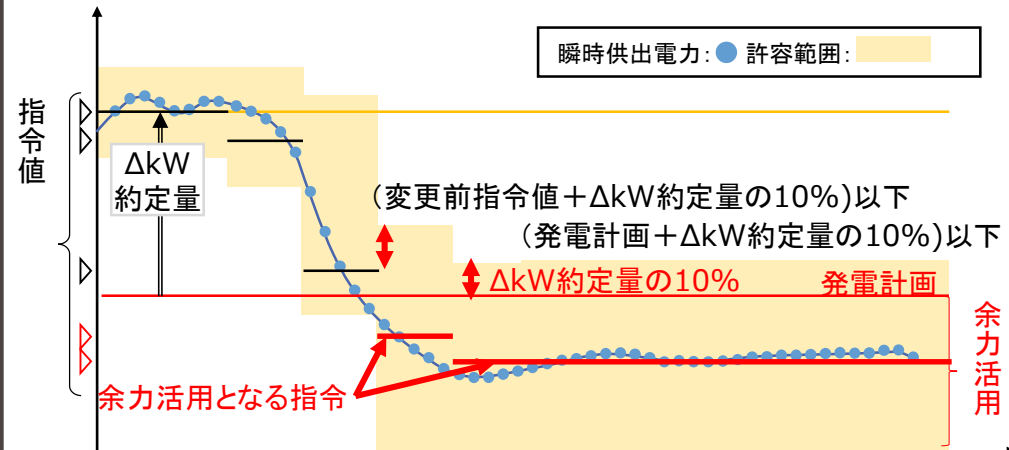 瞬時供出電力: 許容範囲:
指令値
ΔkW
約定量
(変更前指令値＋ΔkW約定量の10%)以下
(発電計画＋ΔkW約定量の10%)以下
ΔkW約定量の10%
発電計画
余力活用となる指令
余力活用